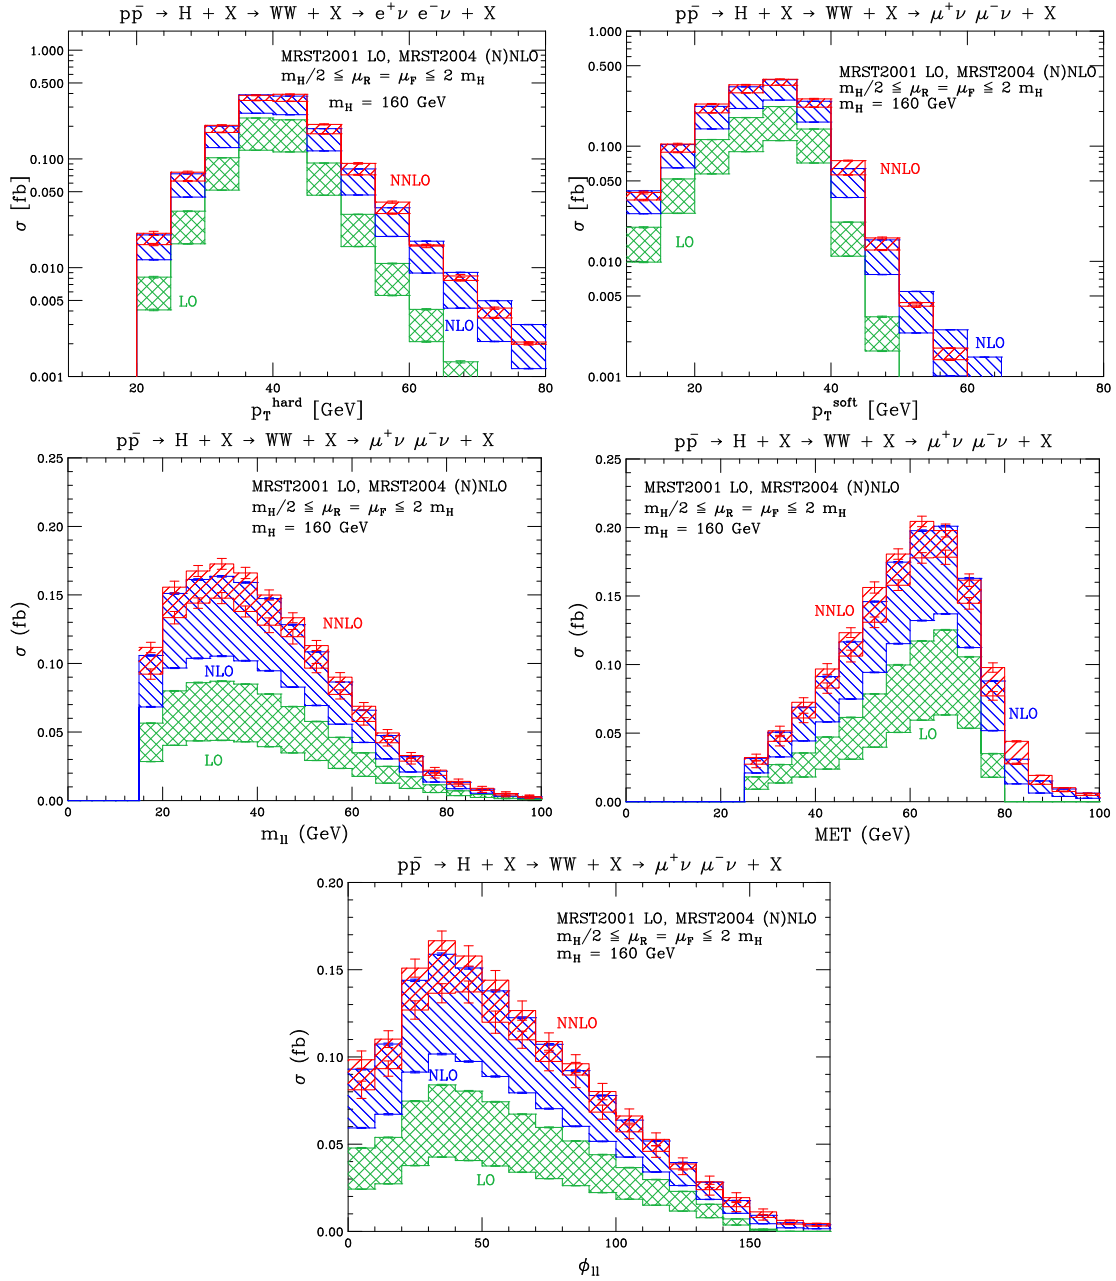 pp̄ → H + X → WW + X → e⁺ν e⁻ν + X
1.000
0.500
0.100
0.050
0.010
0.005
0.001
σ [fb]
MRST2001 LO, MRST2004 (N)NLO
m_H/2 ≦ μ_R = μ_F ≦ 2 m_H
m_H = 160 GeV
NNLO
LO
NLO
20 40 60 80
p_T^hard [GeV]
pp̄ → H + X → WW + X → μ⁺ν μ⁻ν + X
1.000
0.500
0.100
0.050
0.010
0.005
0.001
σ [fb]
MRST2001 LO, MRST2004 (N)NLO
m_H/2 ≦ μ_R = μ_F ≦ 2 m_H
m_H = 160 GeV
NNLO
LO
NLO
20 40 60 80
p_T^soft [GeV]
pp̄ → H + X → WW + X → μ⁺ν μ⁻ν + X
0.25
0.20
0.15
0.10
0.05
0.00
σ (fb)
MRST2001 LO, MRST2004 (N)NLO
m_H/2 ≦ μ_R = μ_F ≦ 2 m_H
m_H = 160 GeV
NNLO
NLO
LO
0 20 40 60 80 100
m_ll (GeV)
pp̄ → H + X → WW + X → μ⁺ν μ⁻ν + X
0.25
0.20
0.15
0.10
0.05
0.00
σ (fb)
MRST2001 LO, MRST2004 (N)NLO
m_H/2 ≦ μ_R = μ_F ≦ 2 m_H
m_H = 160 GeV
NNLO
NLO
LO
0 20 40 60 80 100
MET (GeV)
pp̄ → H + X → WW + X → μ⁺ν μ⁻ν + X
0.20
0.15
0.10
0.05
0.00
σ (fb)
MRST2001 LO, MRST2004 (N)NLO
m_H/2 ≦ μ_R = μ_F ≦ 2 m_H
m_H = 160 GeV
NNLO
NLO
LO
0 50 100 150
ϕ_ll